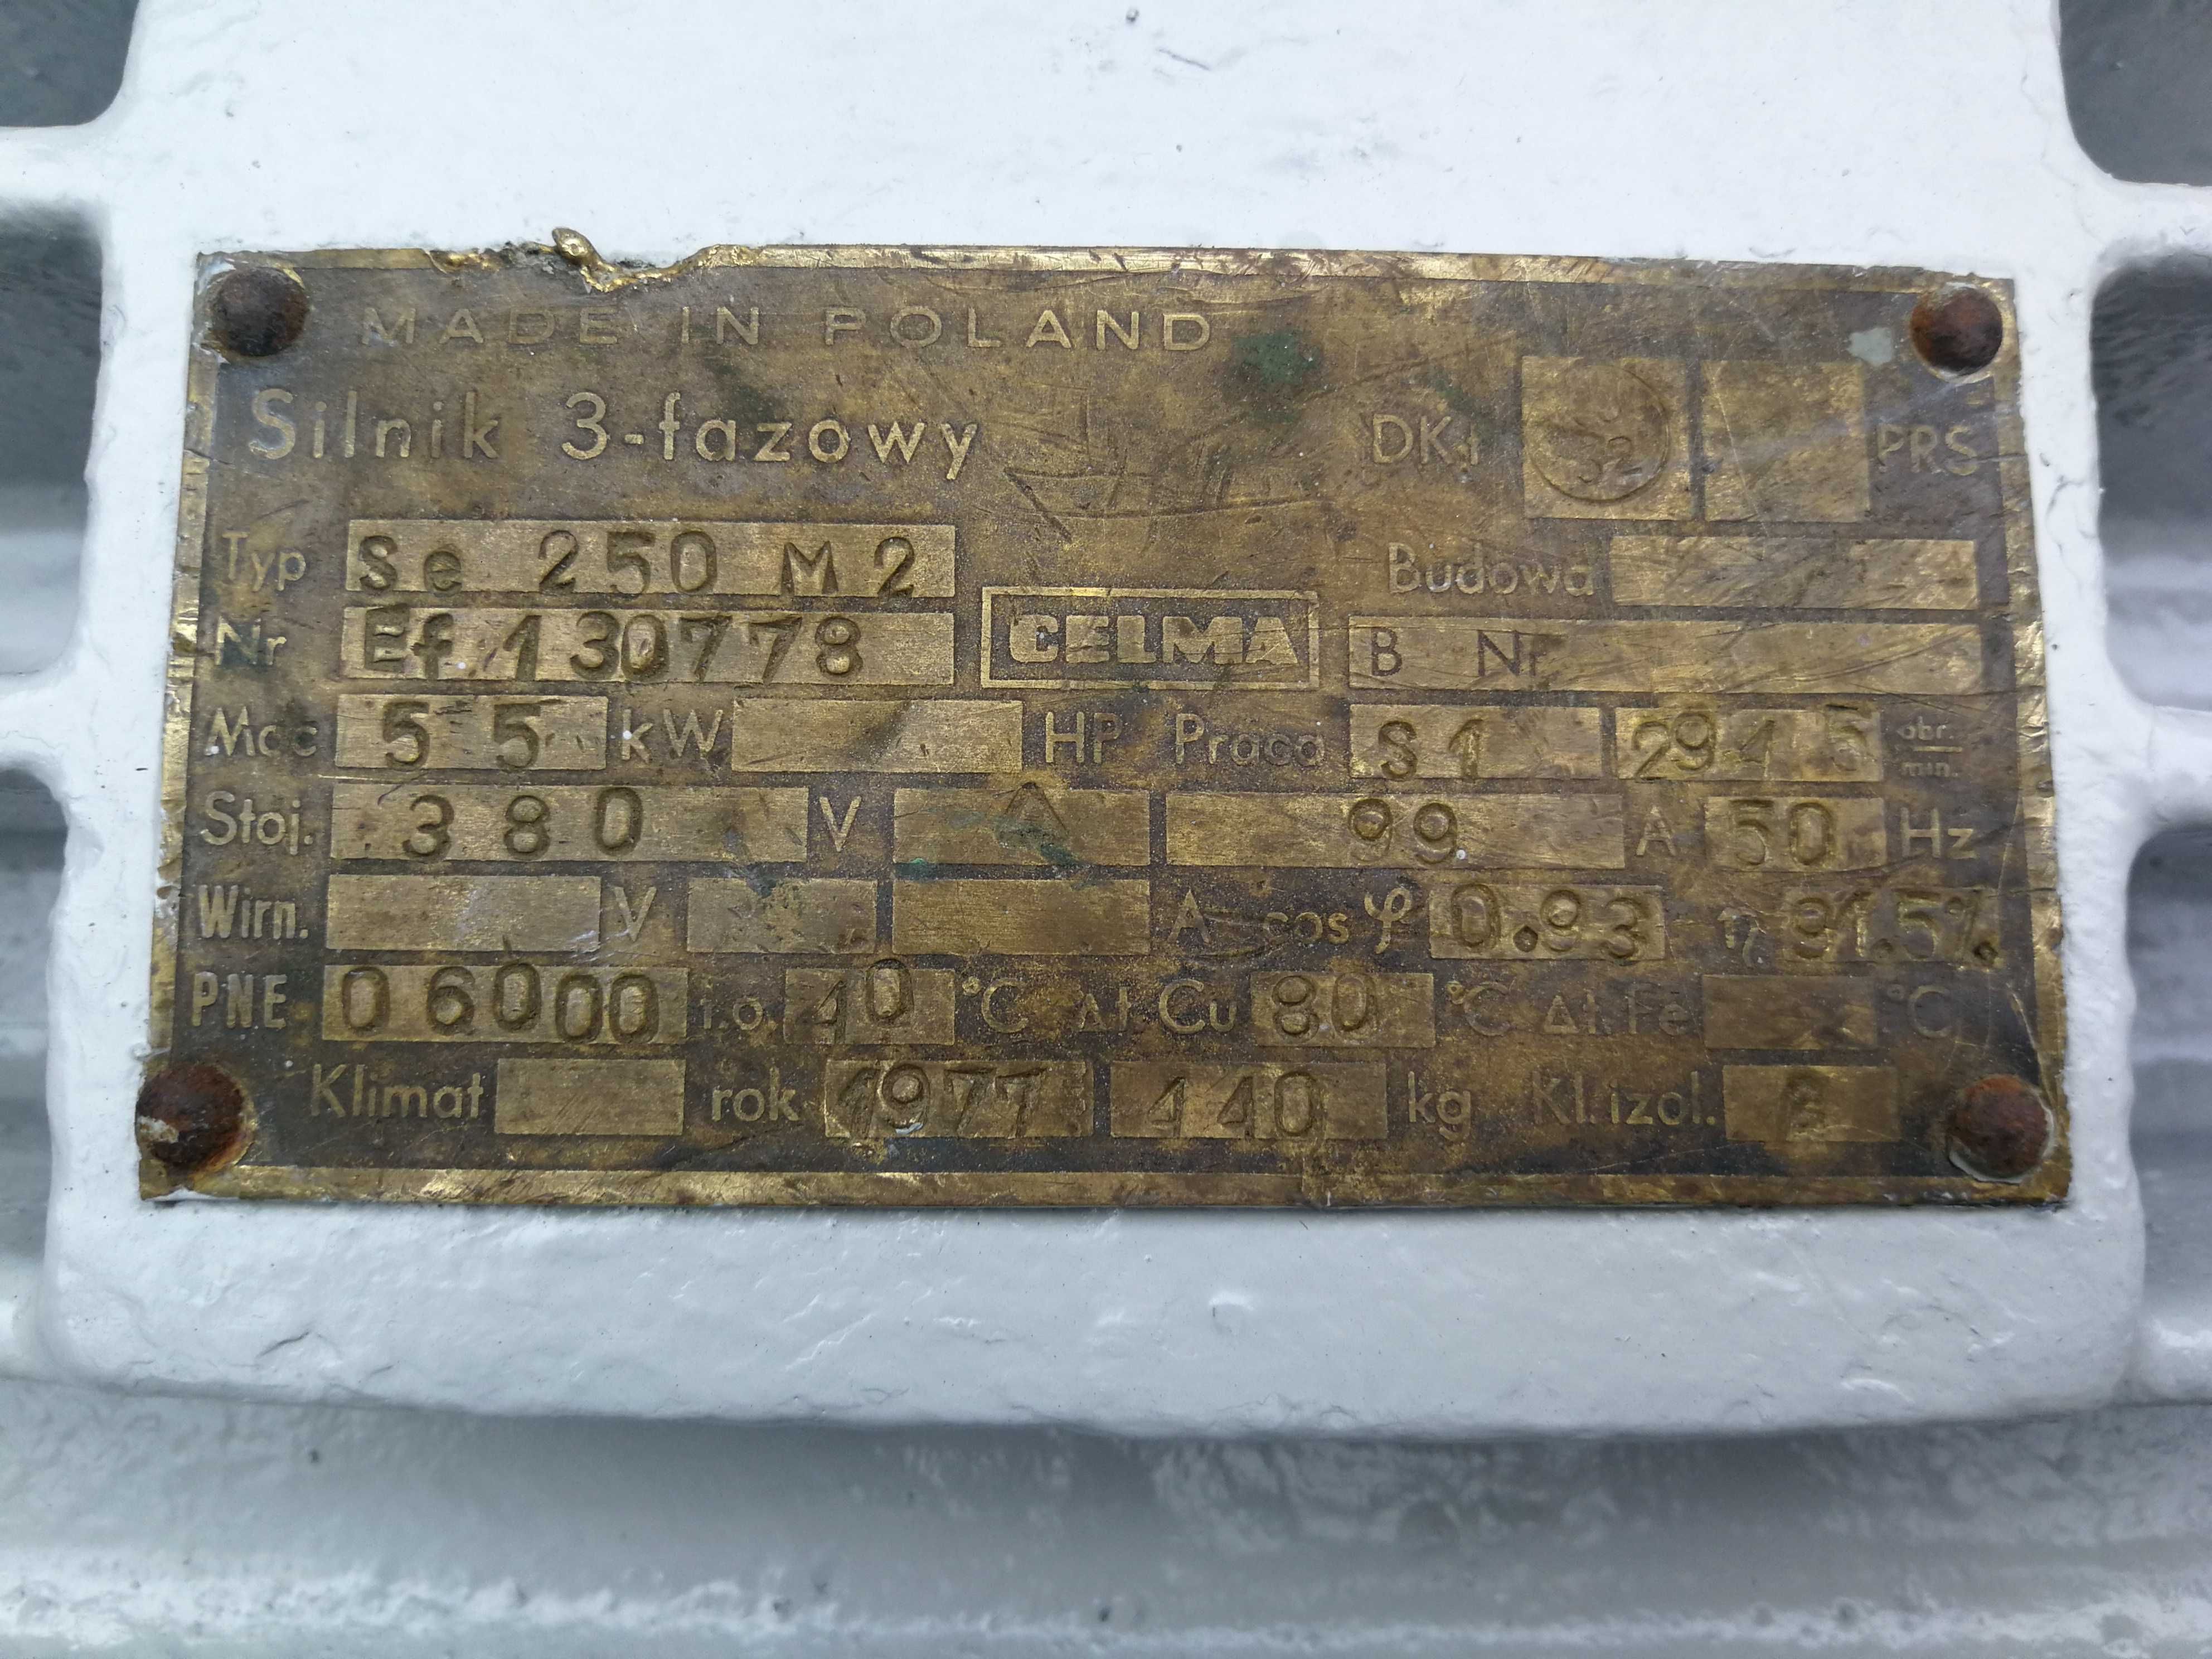 MADE IN POLAND
Silnik 3-fazowy DKJ PRS
Typ Se 250 M2 Budowa
Nr Ef 130778 CELMA B Nr
Moc 55 kW HP Praca S1 2915 obr. min.
Stoj. 380 V Δ 99 A 50 Hz
Wirn. V A cos φ 0.93 η 91.5%
PNE 06000 t.o. 40 °C Δt.Cu 80 °C Δt.Fe °C
Klimat rok 1977 440 kg Kl.izol.